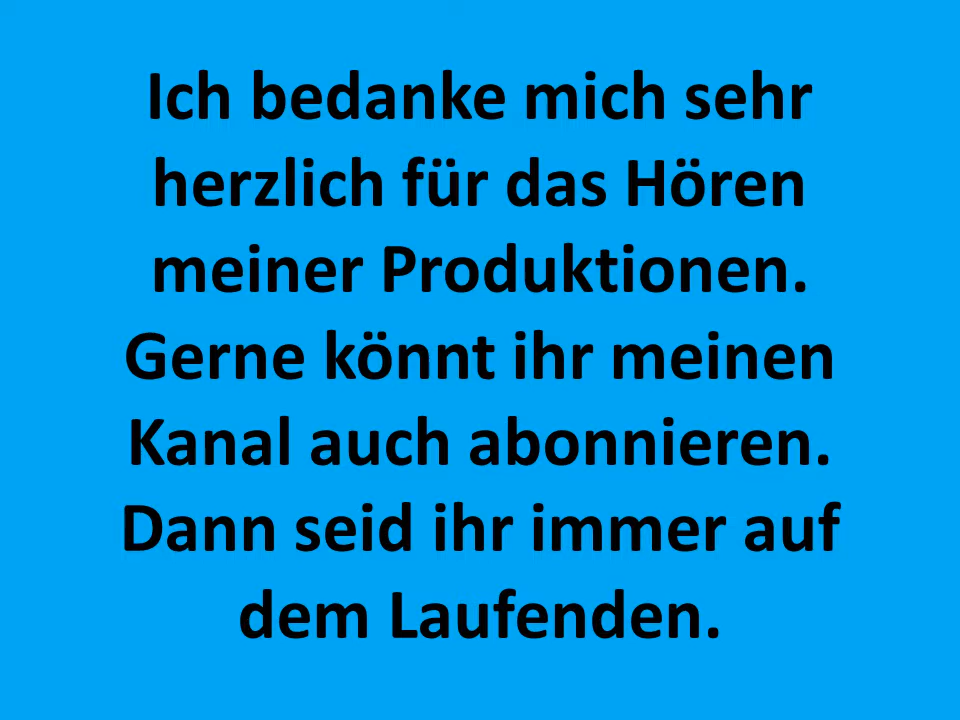 Ich bedanke mich sehr
herzlich für das Hören
meiner Produktionen.
Gerne könnt ihr meinen
Kanal auch abonnieren.
Dann seid ihr immer auf
dem Laufenden.